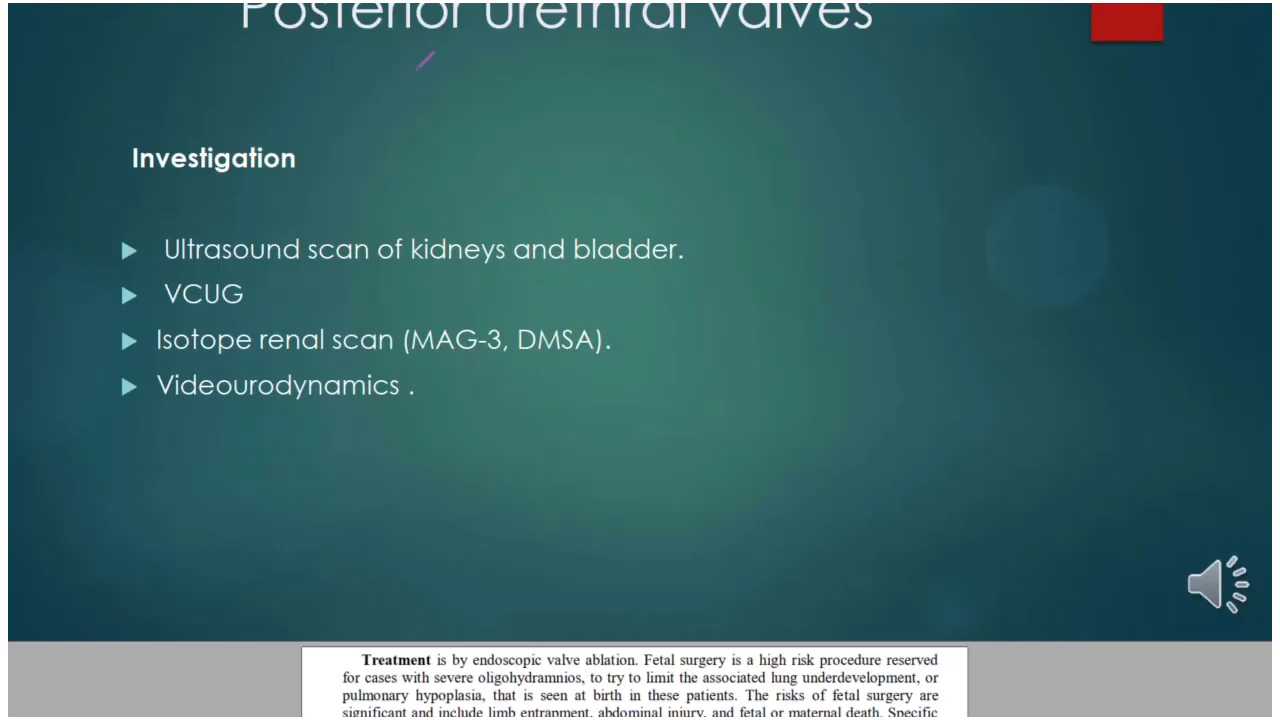 Posterior urethral valves
Investigation
Ultrasound scan of kidneys and bladder.
VCUG
Isotope renal scan (MAG-3, DMSA).
Videourodynamics .
Treatment is by endoscopic valve ablation. Fetal surgery is a high risk procedure reserved
for cases with severe oligohydramnios, to try to limit the associated lung underdevelopment, or
pulmonary hypoplasia, that is seen at birth in these patients. The risks of fetal surgery are
significant and include limb entrapment, abdominal injury, and fetal or maternal death. Specific